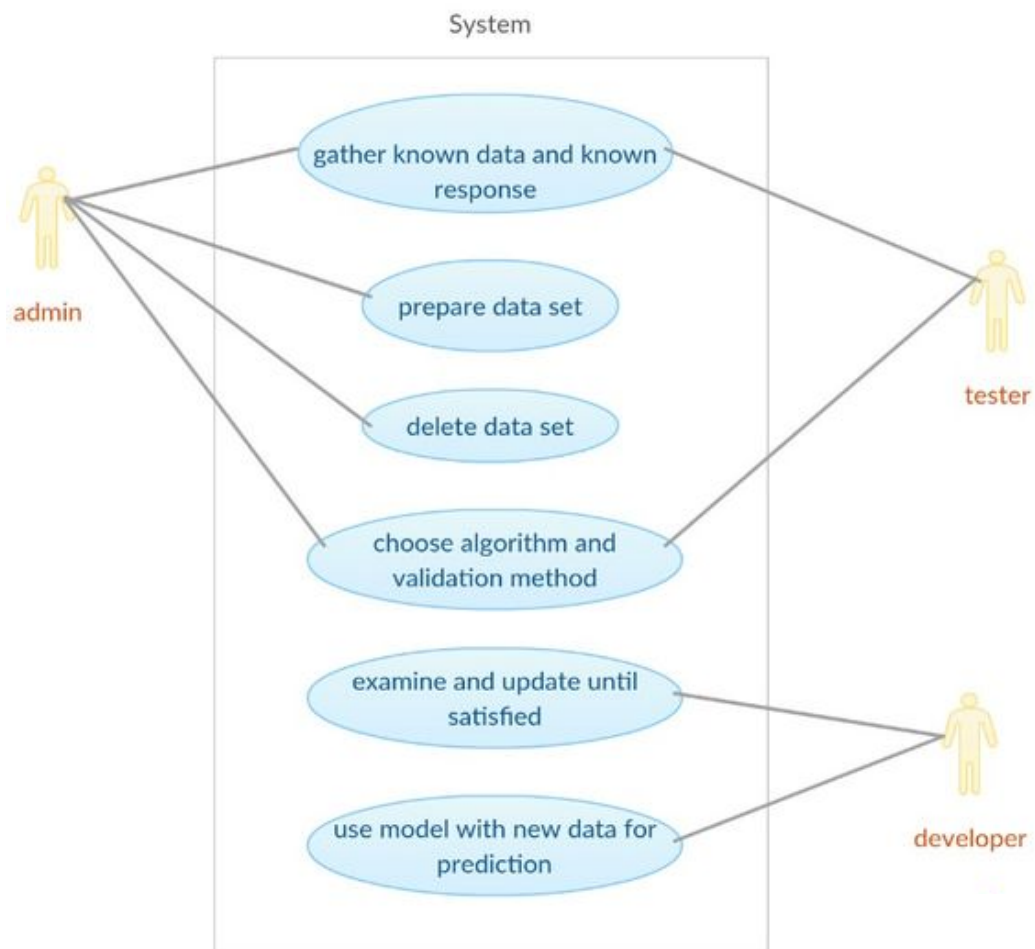 System
gather known data and known
response
admin
prepare data set
tester
delete data set
choose algorithm and
validation method
examine and update until
satisfied
use model with new data for
prediction
developer